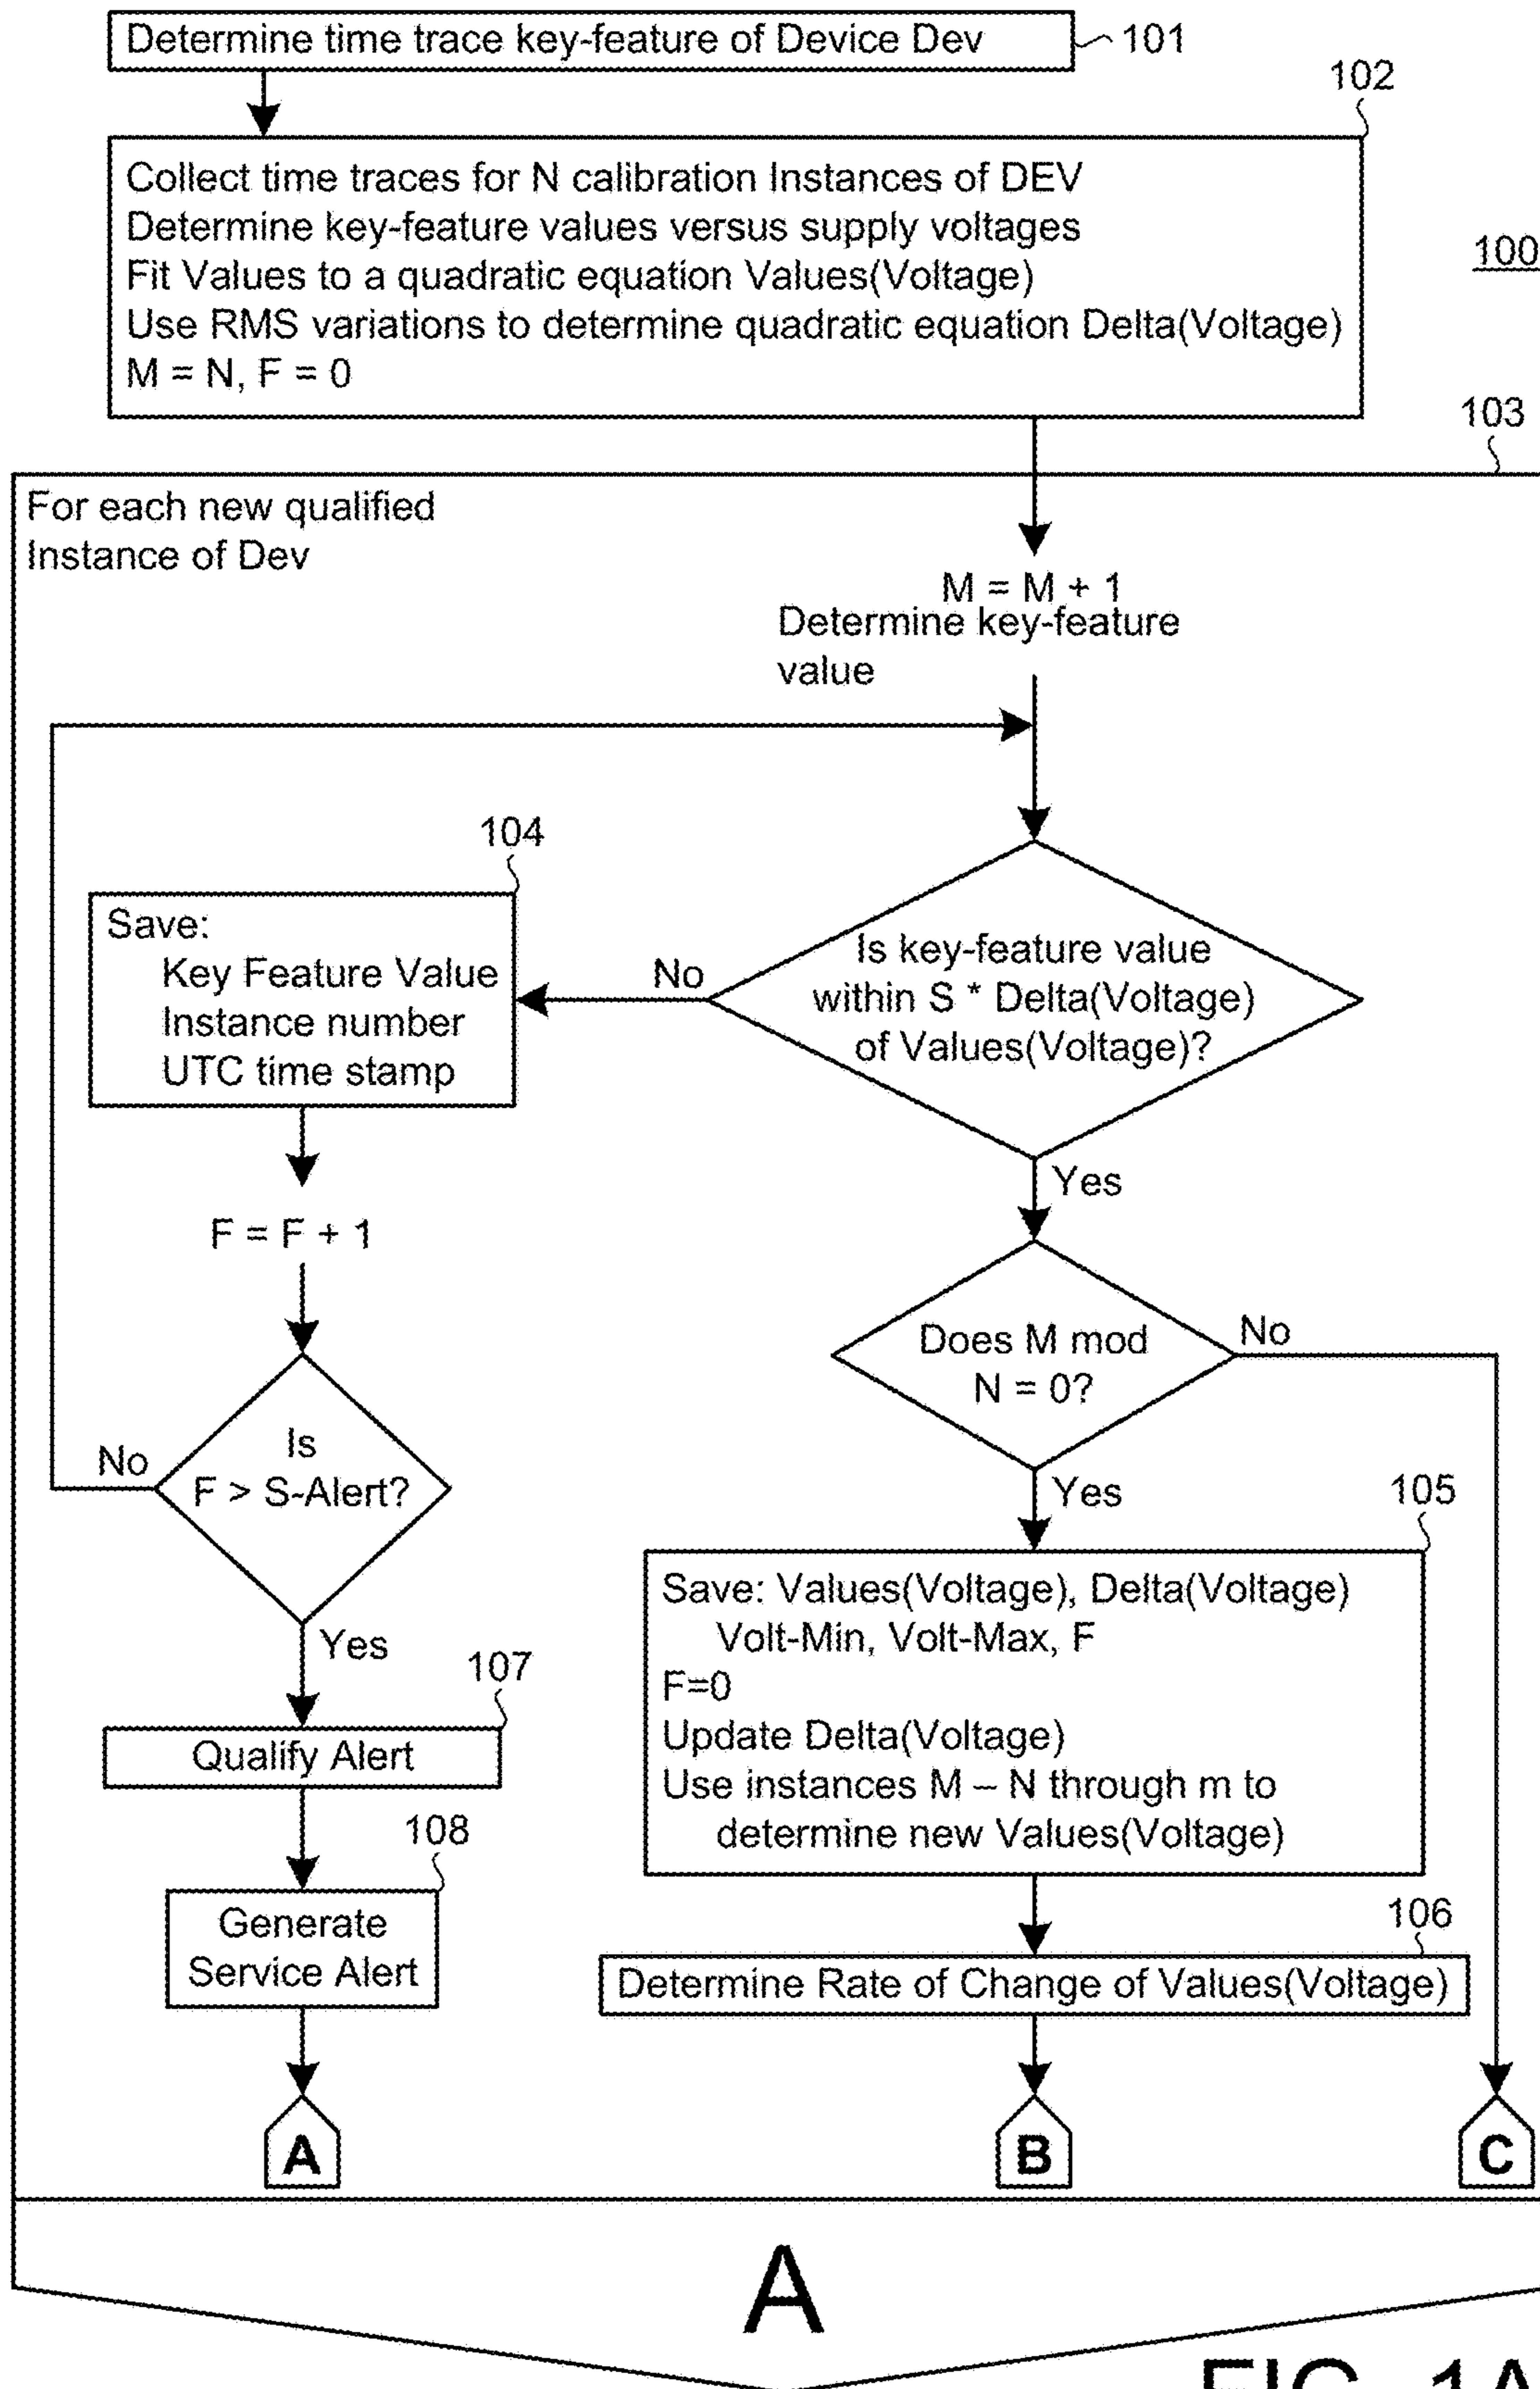 Determine time trace key-feature of Device Dev
101
102
Collect time traces for N calibration Instances of DEV
Determine key-feature values versus supply voltages
Fit Values to a quadratic equation Values(Voltage)
Use RMS variations to determine quadratic equation Delta(Voltage)
M = N, F = 0
100
103
For each new qualified
Instance of Dev
M = M + 1
Determine key-feature
value
104
Save:
Key Feature Value
Instance number
UTC time stamp
No
Is key-feature value
within S * Delta(Voltage)
of Values(Voltage)?
Yes
F = F + 1
Does M mod
N = 0?
No
Is
F > S-Alert?
No
Yes
Yes
105
Save: Values(Voltage), Delta(Voltage)
Volt-Min, Volt-Max, F
F=0
Update Delta(Voltage)
Use instances M – N through m to
determine new Values(Voltage)
107
Qualify Alert
108
Generate
Service Alert
106
Determine Rate of Change of Values(Voltage)
A
B
C
A
FIG. 1A